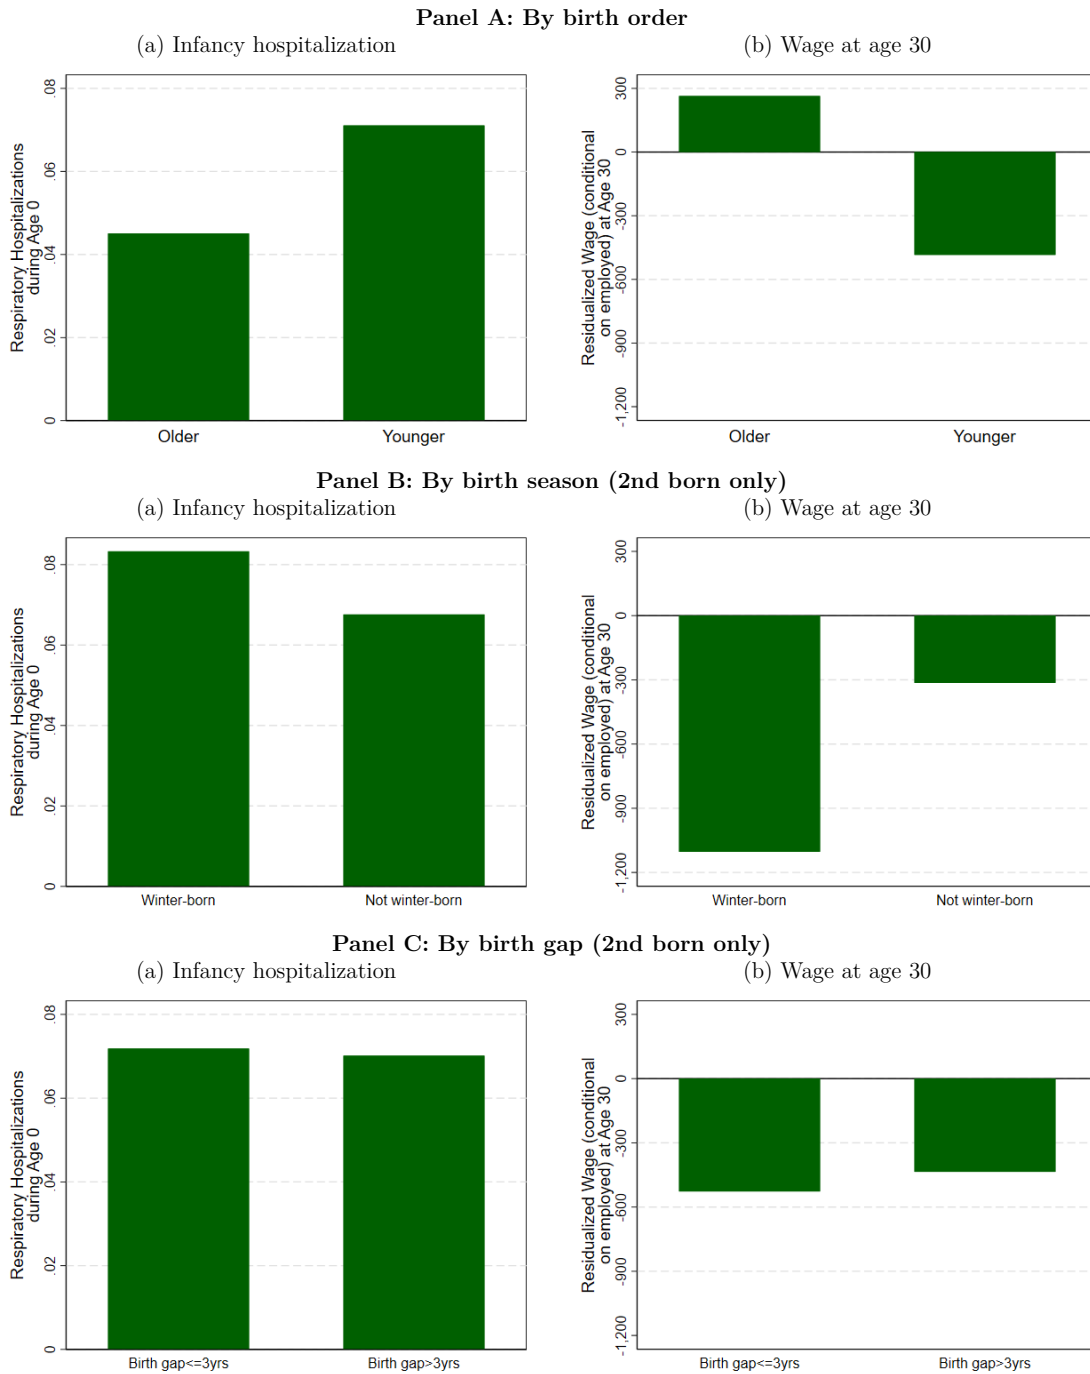 Panel A: By birth order
(a) Infancy hospitalization
(b) Wage at age 30
Respiratory Hospitalizations
during Age 0
.08
.06
.04
.02
0
Older
Younger
Residualized Wage (conditional
on employed) at Age 30
300
0
-300
-600
-900
-1,200
Older
Younger
Panel B: By birth season (2nd born only)
(a) Infancy hospitalization
(b) Wage at age 30
Respiratory Hospitalizations
during Age 0
.08
.06
.04
.02
0
Winter-born
Not winter-born
Residualized Wage (conditional
on employed) at Age 30
300
0
-300
-600
-900
-1,200
Winter-born
Not winter-born
Panel C: By birth gap (2nd born only)
(a) Infancy hospitalization
(b) Wage at age 30
Respiratory Hospitalizations
during Age 0
.08
.06
.04
.02
0
Birth gap<=3yrs
Birth gap>3yrs
Residualized Wage (conditional
on employed) at Age 30
300
0
-300
-600
-900
-1,200
Birth gap<=3yrs
Birth gap>3yrs